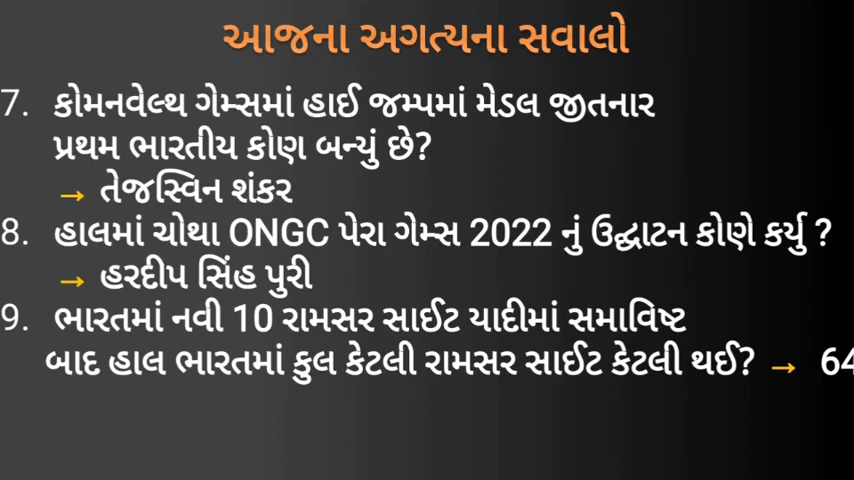 આજના અગત્યના સવાલો
7. કોમનવેલ્થ ગેમ્સમાં હાઈ જમ્પમાં મેડલ જીતનાર
પ્રથમ ભારતીય કોણ બન્યું છે?
→ તેજસ્વિન શંકર
8. હાલમાં ચોથા ONGC પેરા ગેમ્સ 2022 નું ઉદ્ઘાટન કોણે કર્યુ ?
→ હરદીપ સિંહ પુરી
9. ભારતમાં નવી 10 રામસર સાઈટ યાદીમાં સમાવિષ્ટ
બાદ હાલ ભારતમાં કુલ કેટલી રામસર સાઈટ કેટલી થઈ? → 64